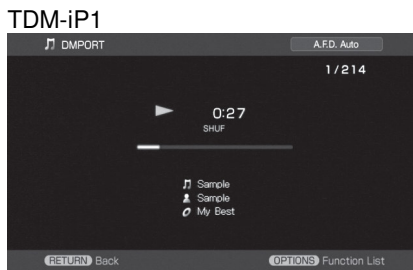 TDM-iP1
DMPORT A.F.D. Auto
1/214
0:27
SHUF
Sample
Sample
My Best
RETURN Back OPTIONS Function List